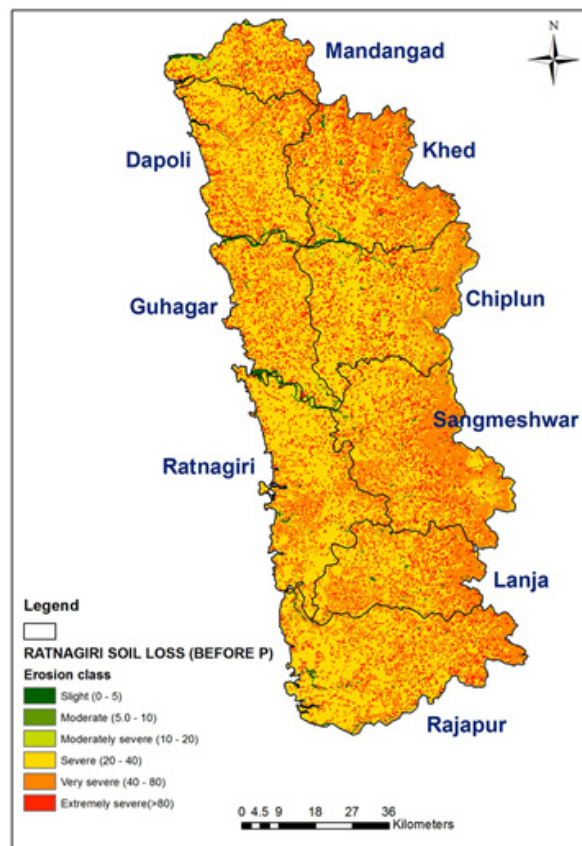 N
Mandangad
Dapoli
Khed
Guhagar
Chiplun
Sangmeshwar
Ratnagiri
Lanja
Rajapur
Legend
RATNAGIRI SOIL LOSS (BEFORE P)
Erosion class
Slight (0 - 5)
Moderate (5.0 - 10)
Moderately severe (10 - 20)
Severe (20 - 40)
Very severe (40 - 80)
Extremely severe(>80)
0 4.5 9 18 27 36
Kilometers